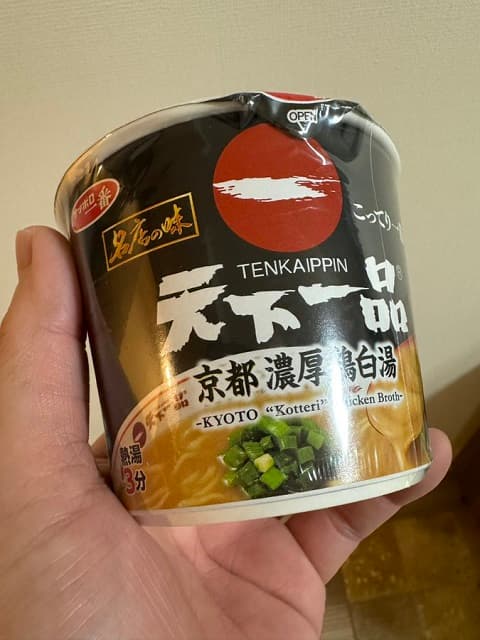 OPEN
サッポロ一番
名店の味
こってり
TENKAIPPIN
天下一品®
京都 濃厚 鶏白湯
-KYOTO "Kotteri" Chicken Broth-
天下一品
熱湯
3分